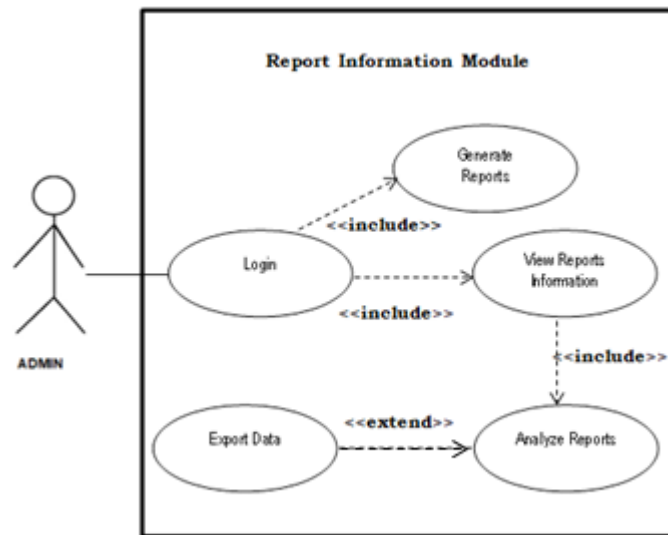 Report Information Module
Generate
Reports
<<include>>
Login
View Reports
Information
<<include>>
<<include>>
ADMIN
<<extend>>
Export Data
Analyze Reports